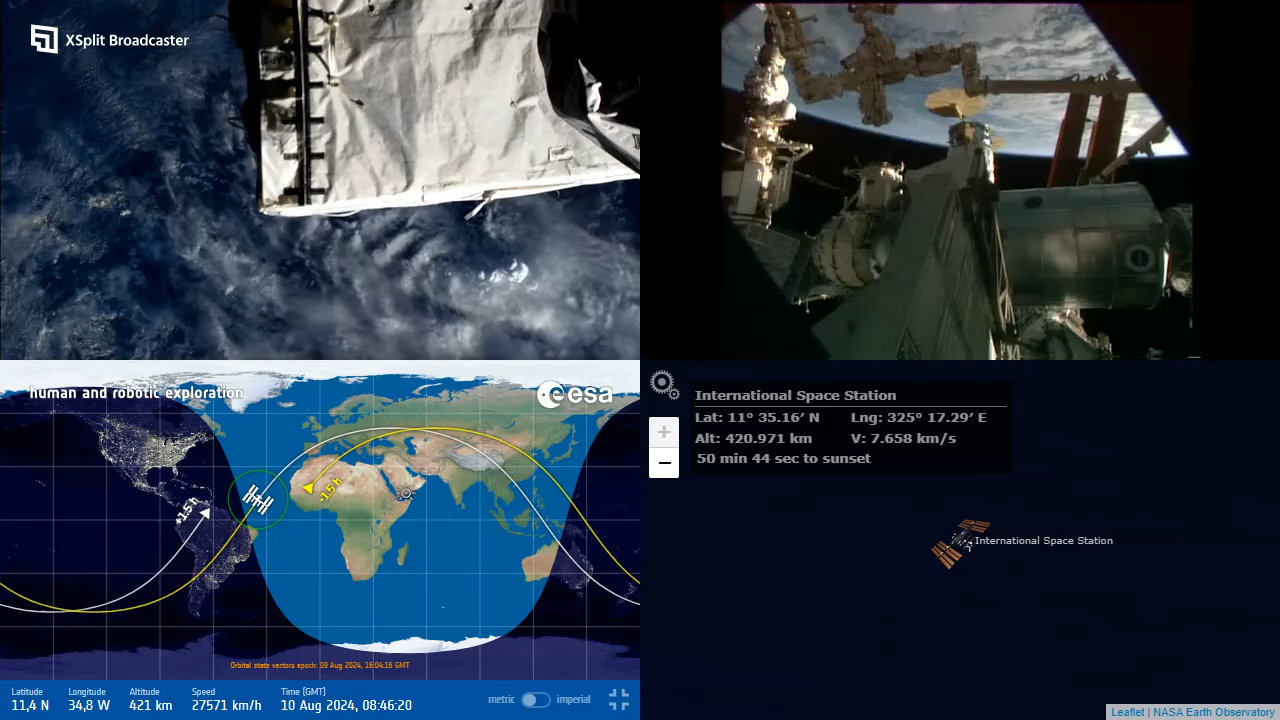 XSplit Broadcaster
human and robotic exploration
esa
+1.5 h
-1.5 h
Orbital state vectors epoch: 09 Aug 2024, 16:04:16 GMT
Latitude Longitude Altitude Speed Time (GMT)
11,4 N 34,8 W 421 km 27571 km/h 10 Aug 2024, 08:46:20
metric imperial
+
−
International Space Station
Lat: 11° 35.16′ N Lng: 325° 17.29′ E
Alt: 420.971 km V: 7.658 km/s
50 min 44 sec to sunset
International Space Station
Leaflet | NASA Earth Observatory